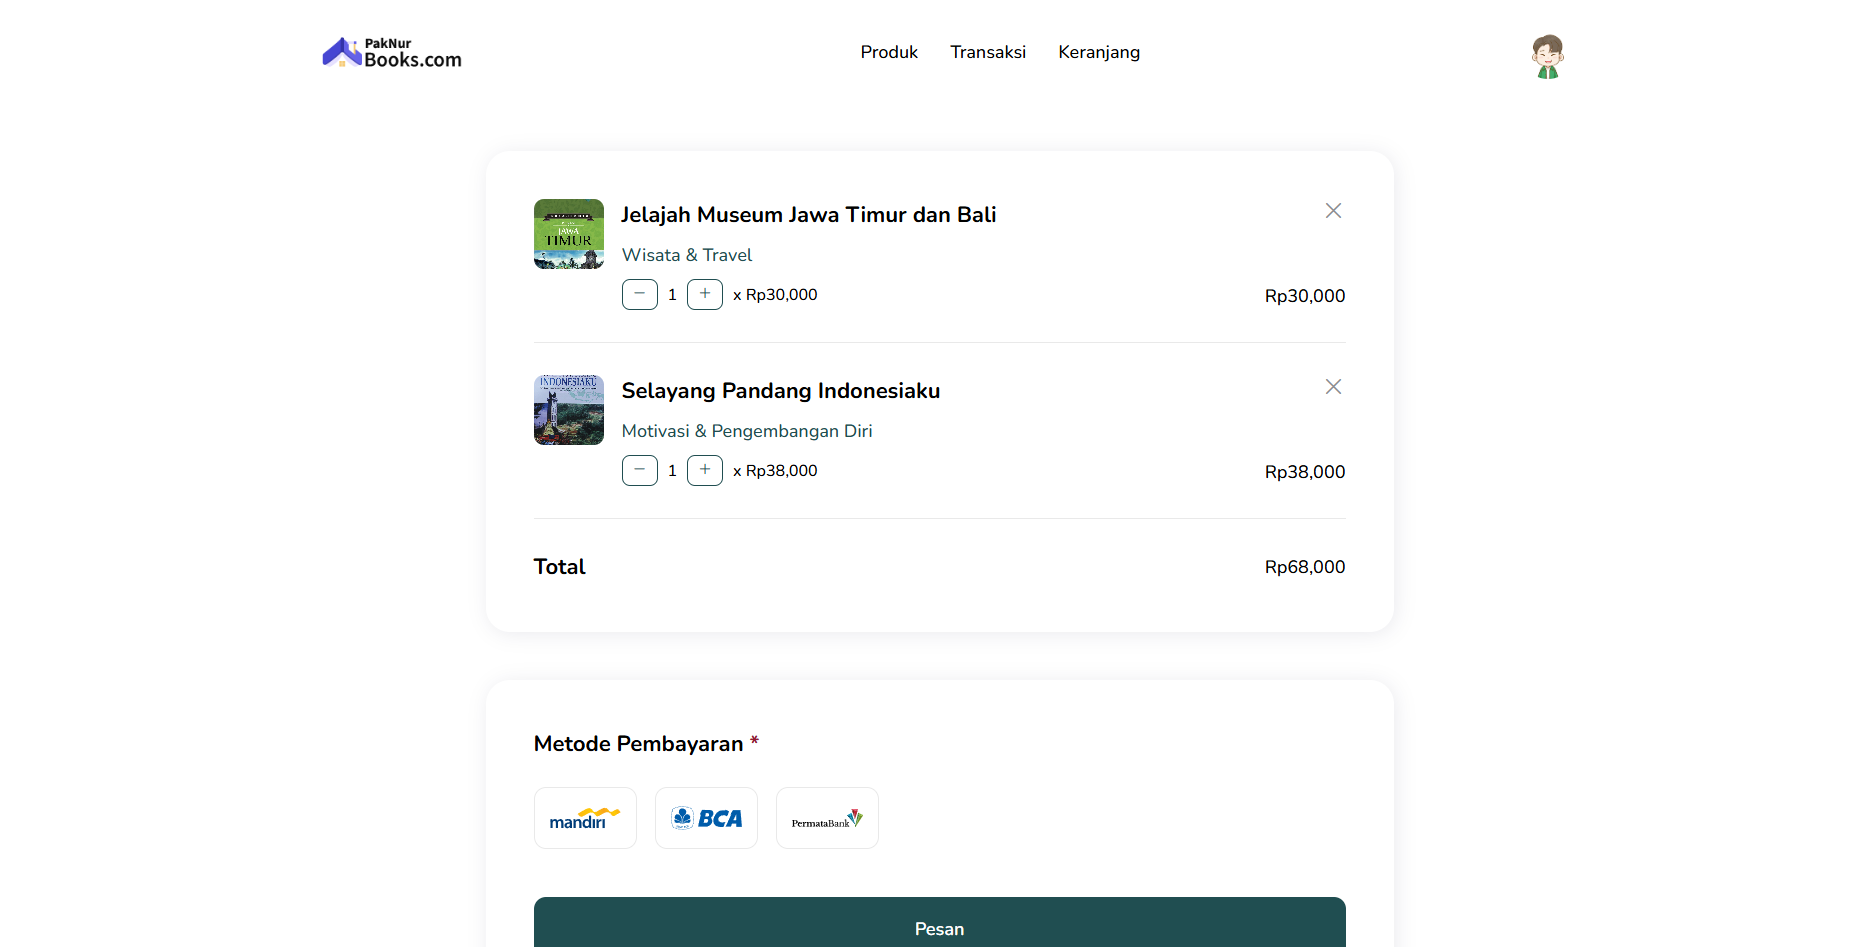 PakNur
Books.com
Produk
Transaksi
Keranjang
JAWA
TIMUR
Jelajah Museum Jawa Timur dan Bali
Wisata & Travel
− 1 + x Rp30,000
Rp30,000
INDONESIAKU
Selayang Pandang Indonesiaku
Motivasi & Pengembangan Diri
− 1 + x Rp38,000
Rp38,000
Total
Rp68,000
Metode Pembayaran *
mandiri
BCA
PermataBank
Pesan